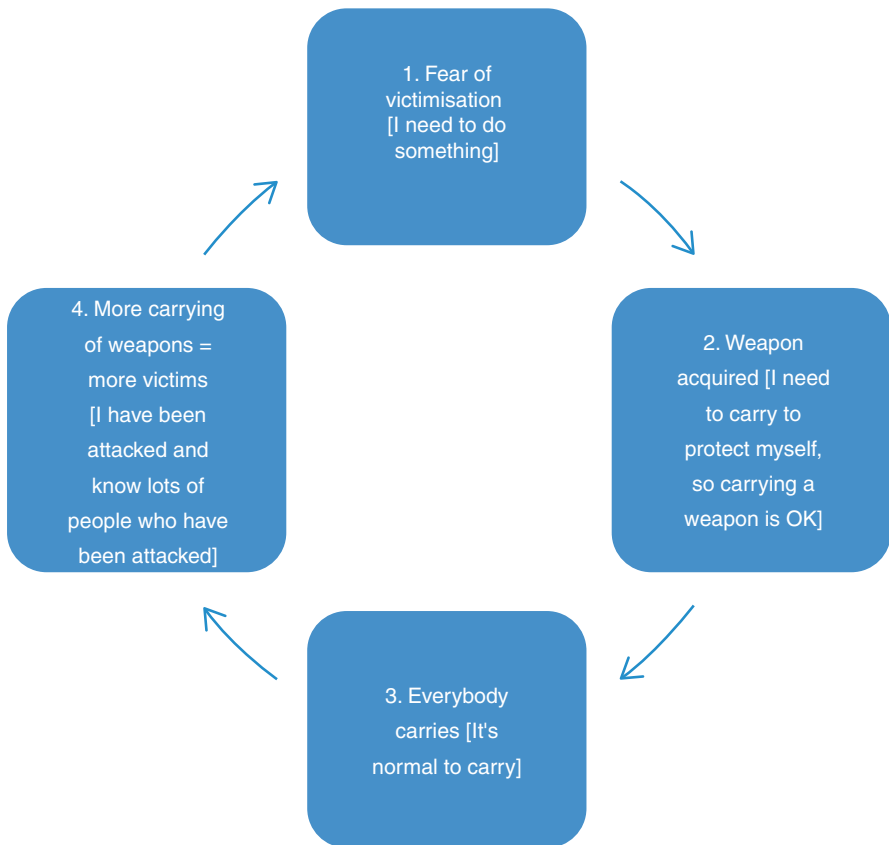 1. Fear of
victimisation
[I need to do
something]
2. Weapon
acquired [I need
to carry to
protect myself,
so carrying a
weapon is OK]
3. Everybody
carries [It's
normal to carry]
4. More carrying
of weapons =
more victims
[I have been
attacked and
know lots of
people who have
been attacked]